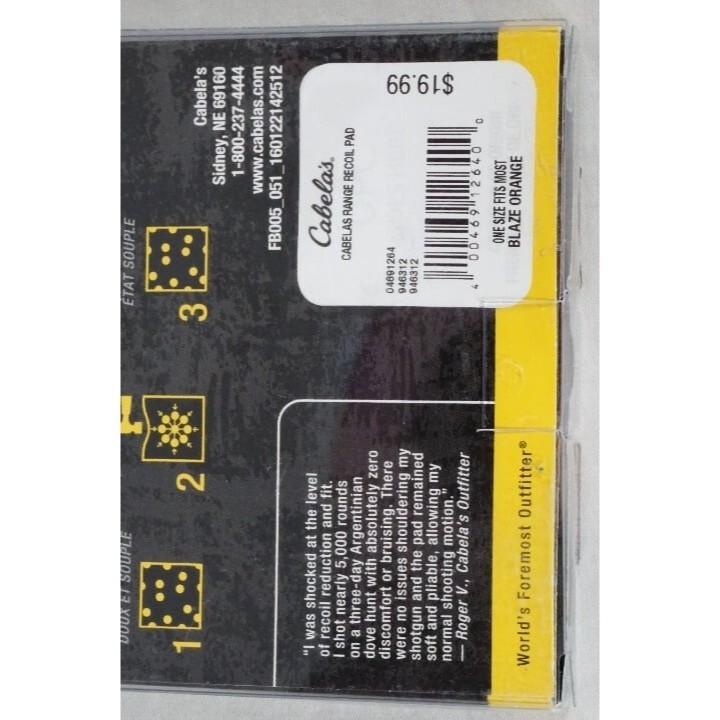 Cabela's
Sidney, NE 69160
1-800-237-4444
www.cabelas.com
FB005_051_160122142512
$19.99
Cabela's®
CABELAS RANGE RECOIL PAD
04691264
946312
946312
4 00469 12640 0
ONE SIZE FITS MOST
BLAZE ORANGE
DOUX ET SOUPLE
ÉTAT SOUPLE
1
2
3
"I was shocked at the level
of recoil reduction and fit.
I shot nearly 5,000 rounds
on a three-day Argentinian
dove hunt with absolutely zero
discomfort or bruising. There
were no issues shouldering my
shotgun and the pad remained
soft and pliable, allowing my
normal shooting motion."
— Roger V., Cabela's Outfitter
World's Foremost Outfitter®